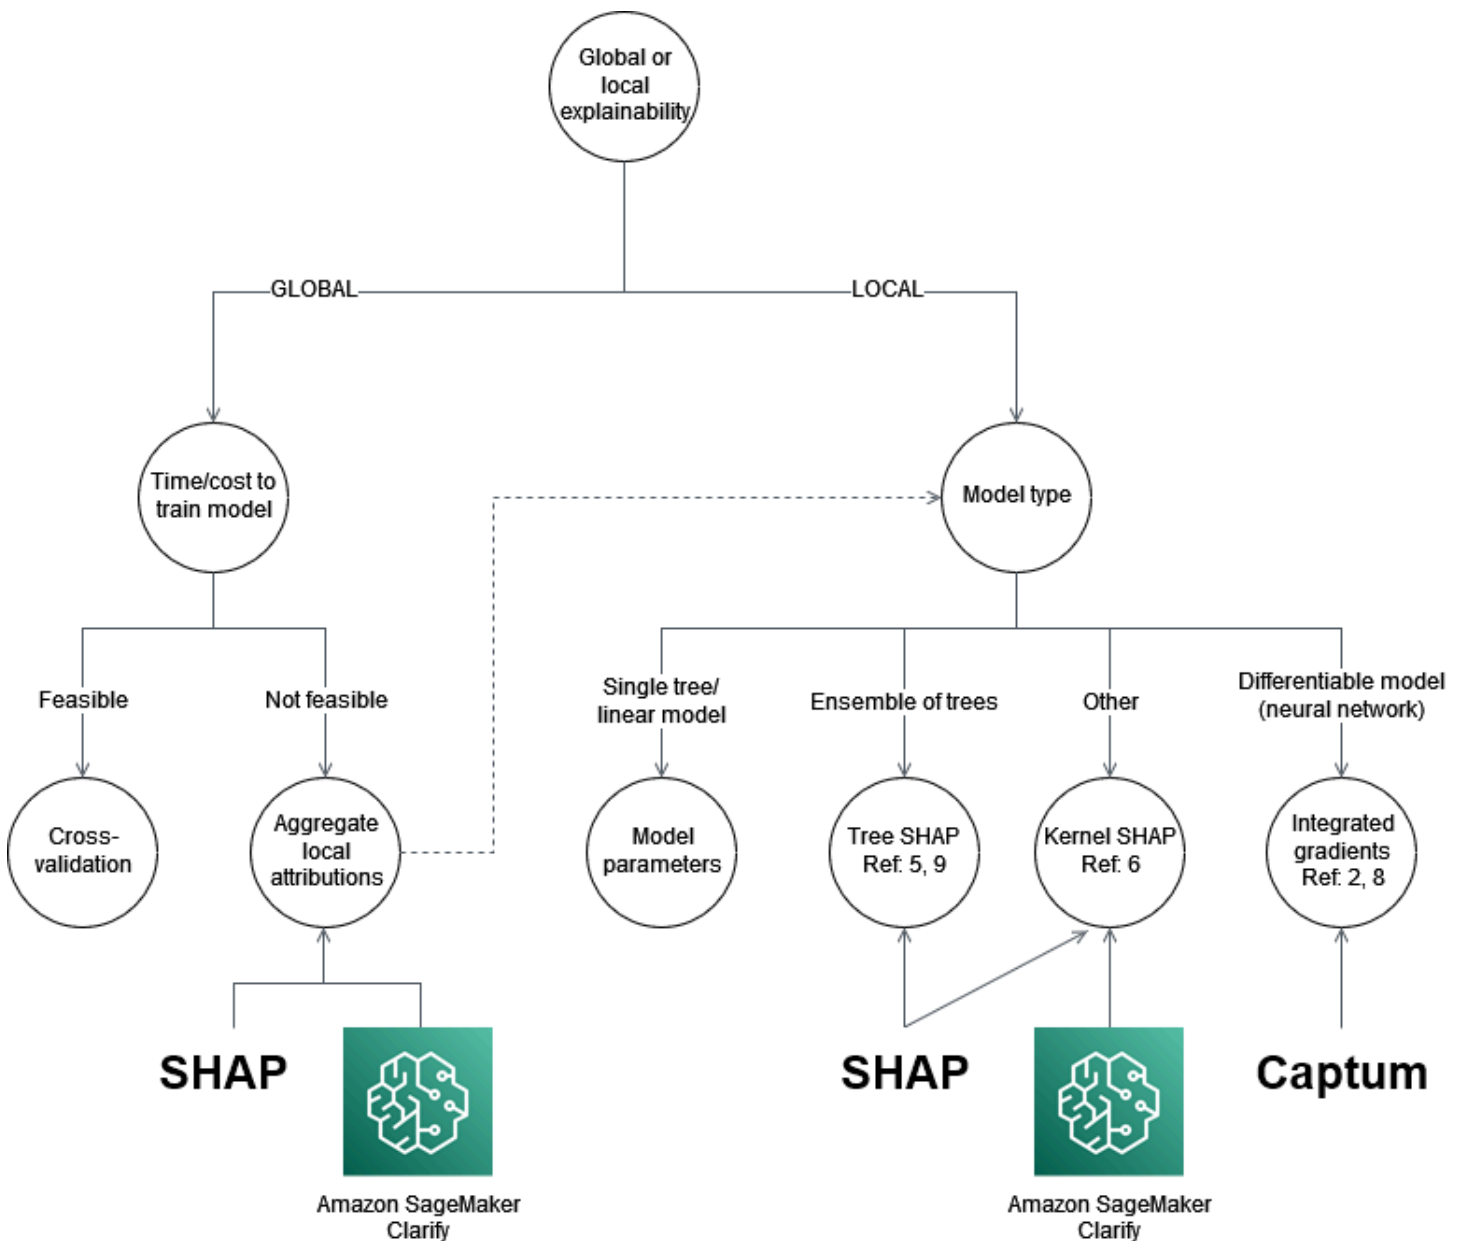 Global or
local
explainability
GLOBAL
LOCAL
Time/cost to
train model
Model type
Feasible
Not feasible
Single tree/
linear model
Ensemble of trees
Other
Differentiable model
(neural network)
Cross-
validation
Aggregate
local
attributions
Model
parameters
Tree SHAP
Ref: 5, 9
Kernel SHAP
Ref: 6
Integrated
gradients
Ref: 2, 8
SHAP
Amazon SageMaker
Clarify
SHAP
Amazon SageMaker
Clarify
Captum